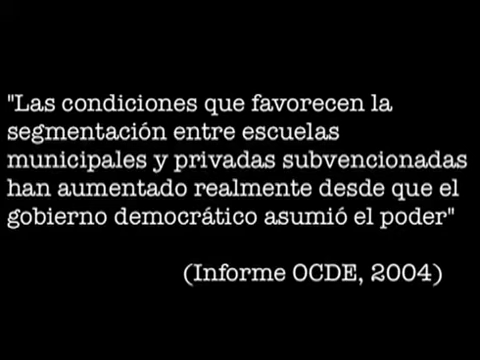 "Las condiciones que favorecen la
segmentación entre escuelas
municipales y privadas subvencionadas
han aumentado realmente desde que el
gobierno democrático asumió el poder"
(Informe OCDE, 2004)